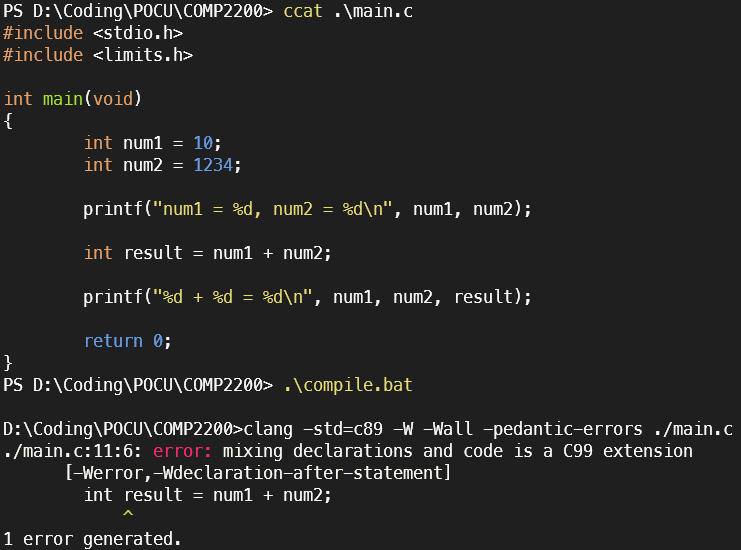 PS D:\Coding\POCU\COMP2200> ccat .\main.c
#include <stdio.h>
#include <limits.h>
int main(void)
{
int num1 = 10;
int num2 = 1234;
printf("num1 = %d, num2 = %d\n", num1, num2);
int result = num1 + num2;
printf("%d + %d = %d\n", num1, num2, result);
return 0;
}
PS D:\Coding\POCU\COMP2200> .\compile.bat
D:\Coding\POCU\COMP2200>clang -std=c89 -W -Wall -pedantic-errors ./main.c
./main.c:11:6: error: mixing declarations and code is a C99 extension
[-Werror,-Wdeclaration-after-statement]
int result = num1 + num2;
^
1 error generated.